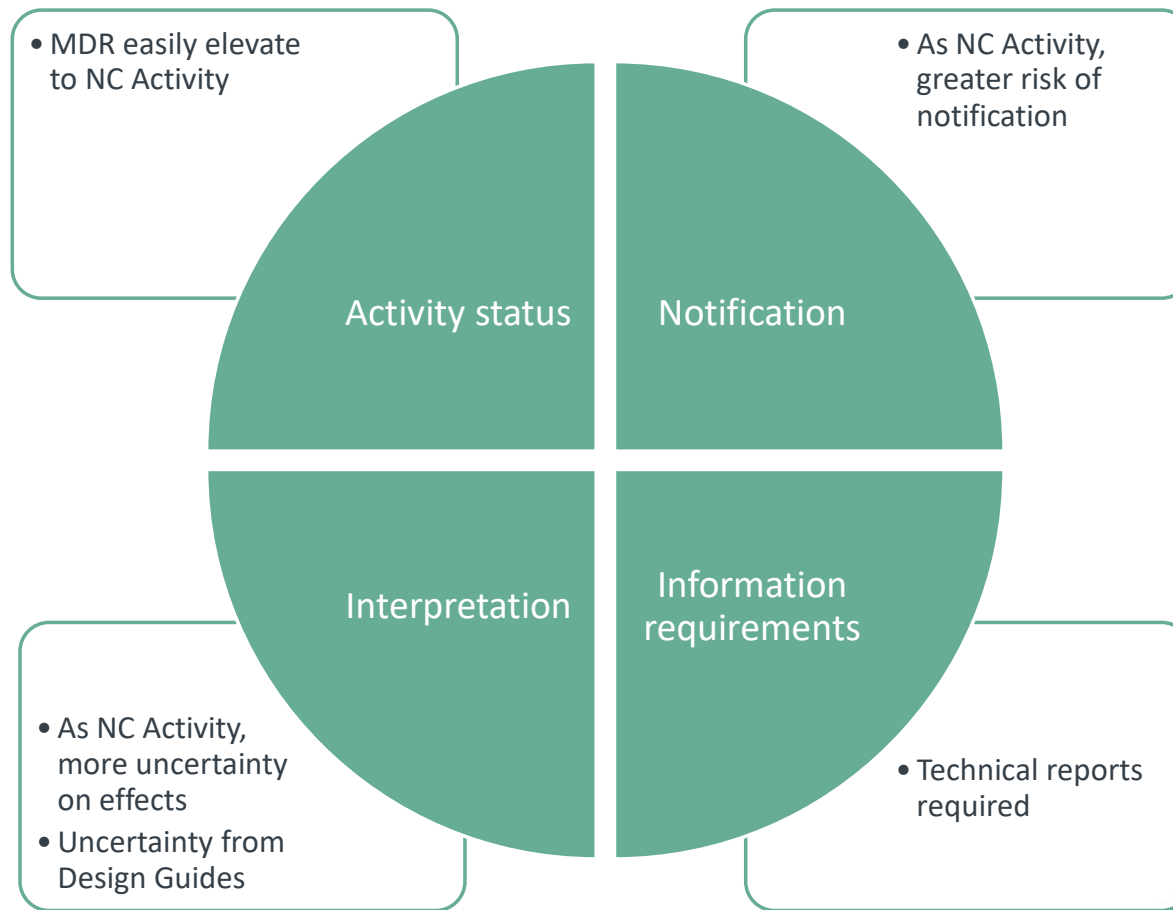 • MDR easily elevate
to NC Activity
• As NC Activity,
greater risk of
notification
Activity status
Notification
Interpretation
Information
requirements
• As NC Activity,
more uncertainty
on effects
• Uncertainty from
Design Guides
• Technical reports
required